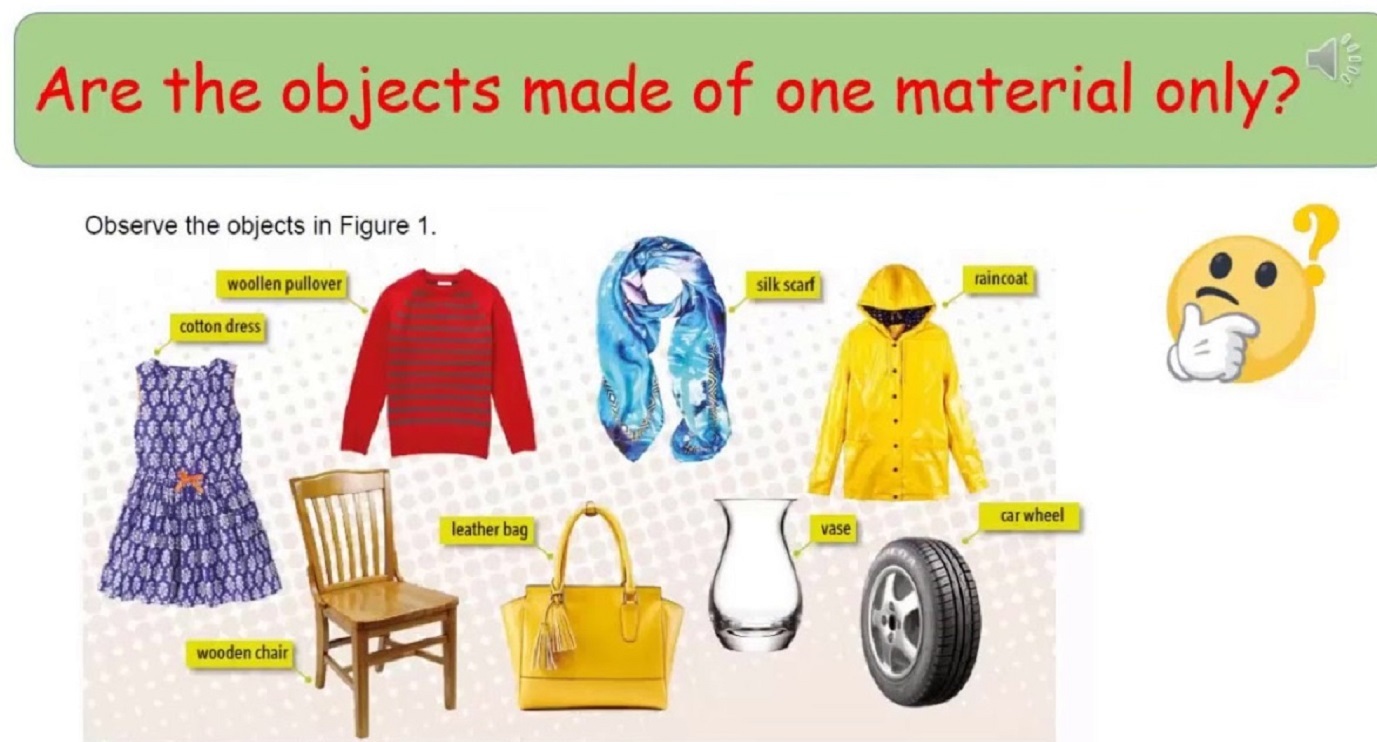 Are the objects made of one material only?
Observe the objects in Figure 1.
woollen pullover
silk scarf
raincoat
cotton dress
leather bag
vase
car wheel
wooden chair